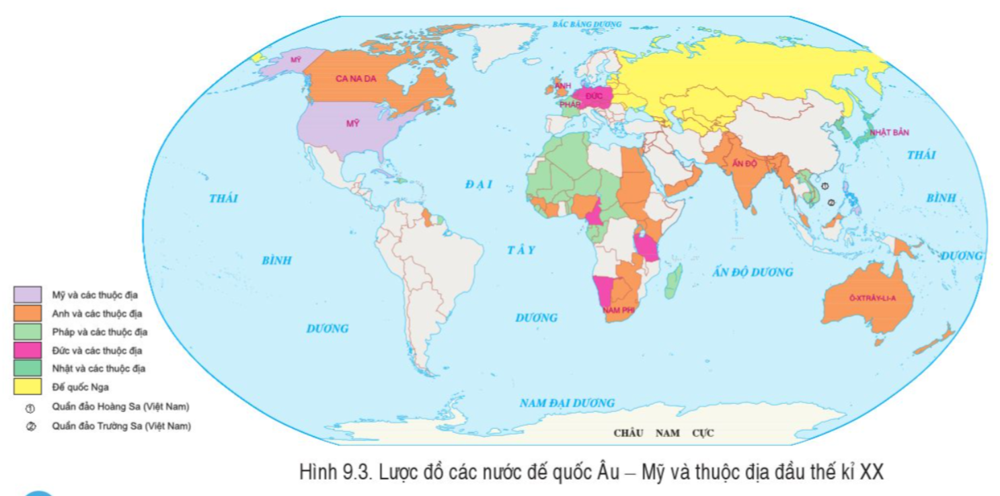 BẮC BĂNG DƯƠNG
MỸ
CA NA DA
ANH
ĐỨC
PHÁP
MỸ
NHẬT BẢN
THÁI
ẤN ĐỘ
ĐẠI
THÁI
①
BÌNH
②
TÂY
BÌNH
DƯƠNG
ẤN ĐỘ DƯƠNG
Ô-XTRÂY-LI-A
NAM PHI
DƯƠNG
DƯƠNG
NAM ĐẠI DƯƠNG
CHÂU NAM CỰC
Mỹ và các thuộc địa
Anh và các thuộc địa
Pháp và các thuộc địa
Đức và các thuộc địa
Nhật và các thuộc địa
Đế quốc Nga
① Quần đảo Hoàng Sa (Việt Nam)
② Quần đảo Trường Sa (Việt Nam)
Hình 9.3. Lược đồ các nước đế quốc Âu – Mỹ và thuộc địa đầu thế kỉ XX